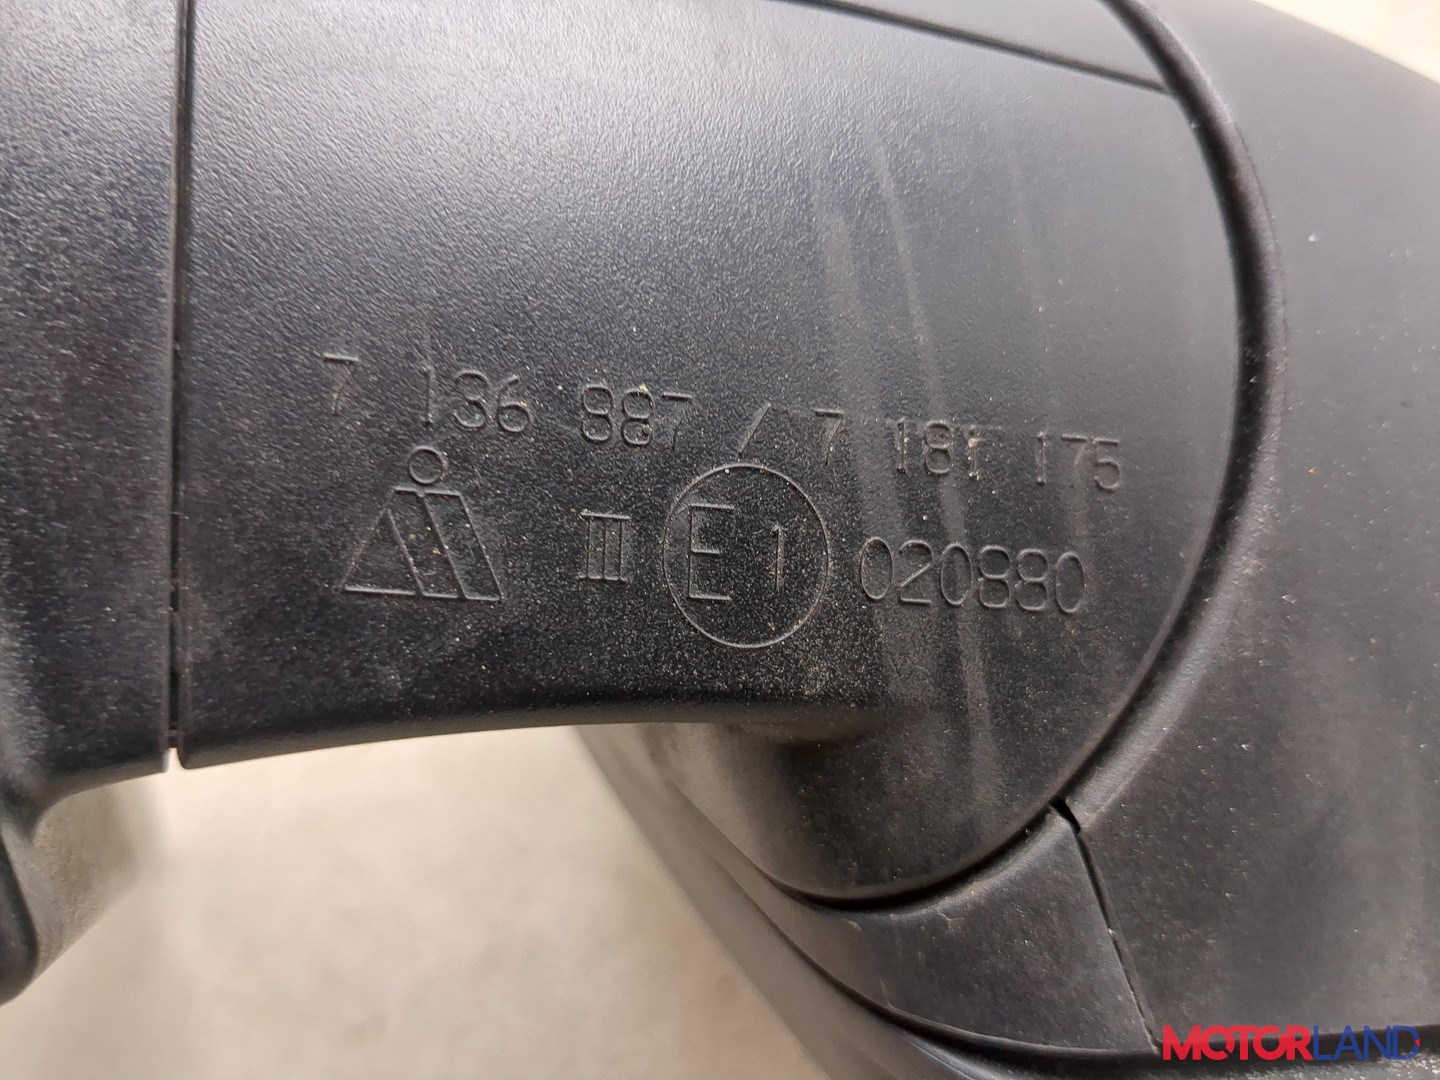 7 136 887 / 7 181 175
III E1 020880
MOTORLAND